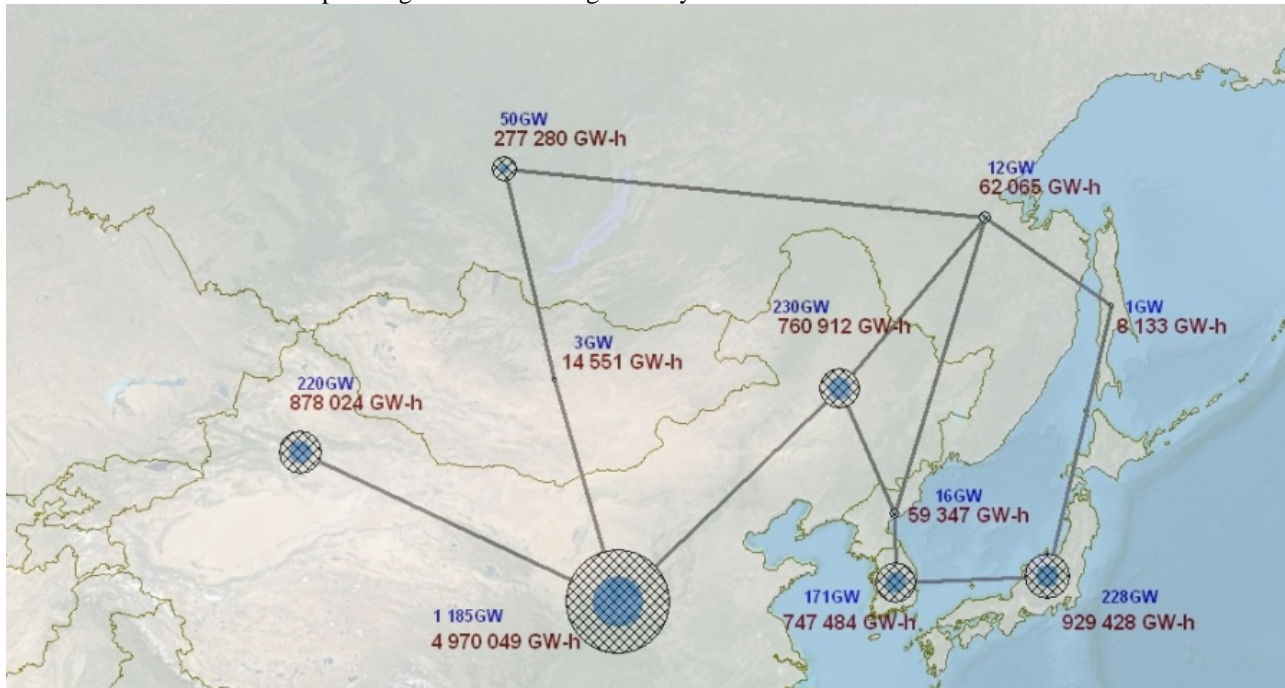 50GW
277 280 GW-h
12GW
62 065 GW-h
230GW
760 912 GW-h
1GW
8 133 GW-h
3GW
14 551 GW-h
220GW
878 024 GW-h
16GW
59 347 GW-h
1 185GW
4 970 049 GW-h
171GW
747 484 GW-h
228GW
929 428 GW-h